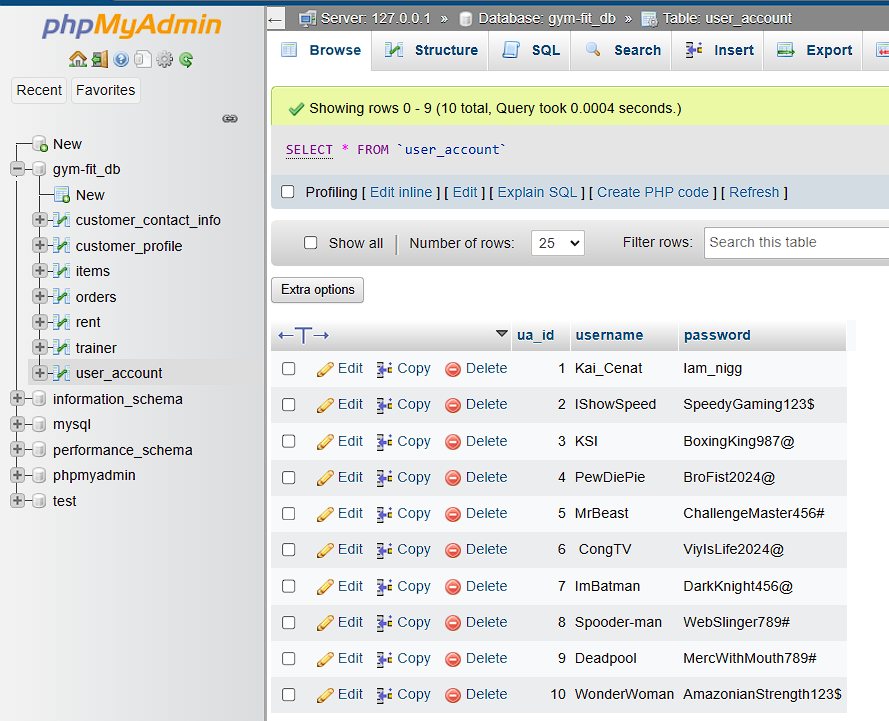 phpMyAdmin
Recent Favorites
New
gym-fit_db
New
customer_contact_info
customer_profile
items
orders
rent
trainer
user_account
information_schema
mysql
performance_schema
phpmyadmin
test
← Server: 127.0.0.1 » Database: gym-fit_db » Table: user_account
Browse Structure SQL Search Insert Export
Showing rows 0 - 9 (10 total, Query took 0.0004 seconds.)
SELECT * FROM `user_account`
Profiling [ Edit inline ] [ Edit ] [ Explain SQL ] [ Create PHP code ] [ Refresh ]
Show all | Number of rows: 25 Filter rows: Search this table
Extra options
←T→ ua_id username password
Edit Copy Delete 1 Kai_Cenat Iam_nigg
Edit Copy Delete 2 IShowSpeed SpeedyGaming123$
Edit Copy Delete 3 KSI BoxingKing987@
Edit Copy Delete 4 PewDiePie BroFist2024@
Edit Copy Delete 5 MrBeast ChallengeMaster456#
Edit Copy Delete 6 CongTV ViyIsLife2024@
Edit Copy Delete 7 ImBatman DarkKnight456@
Edit Copy Delete 8 Spooder-man WebSlinger789#
Edit Copy Delete 9 Deadpool MercWithMouth789#
Edit Copy Delete 10 WonderWoman AmazonianStrength123$